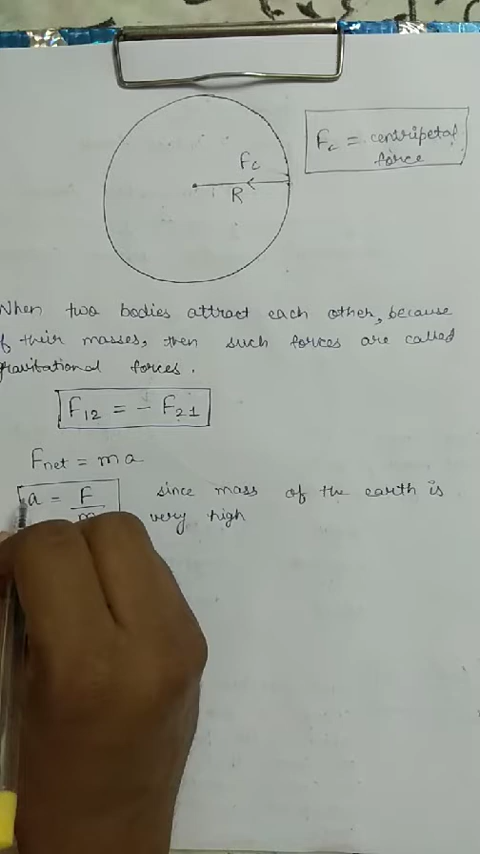 Fc
R
Fc = centripetal
force
When two bodies attract each other, because
of their masses, then such forces are called
gravitational forces.
F12 = - F21
Fnet = ma
a = F
m
since mass of the earth is
very high